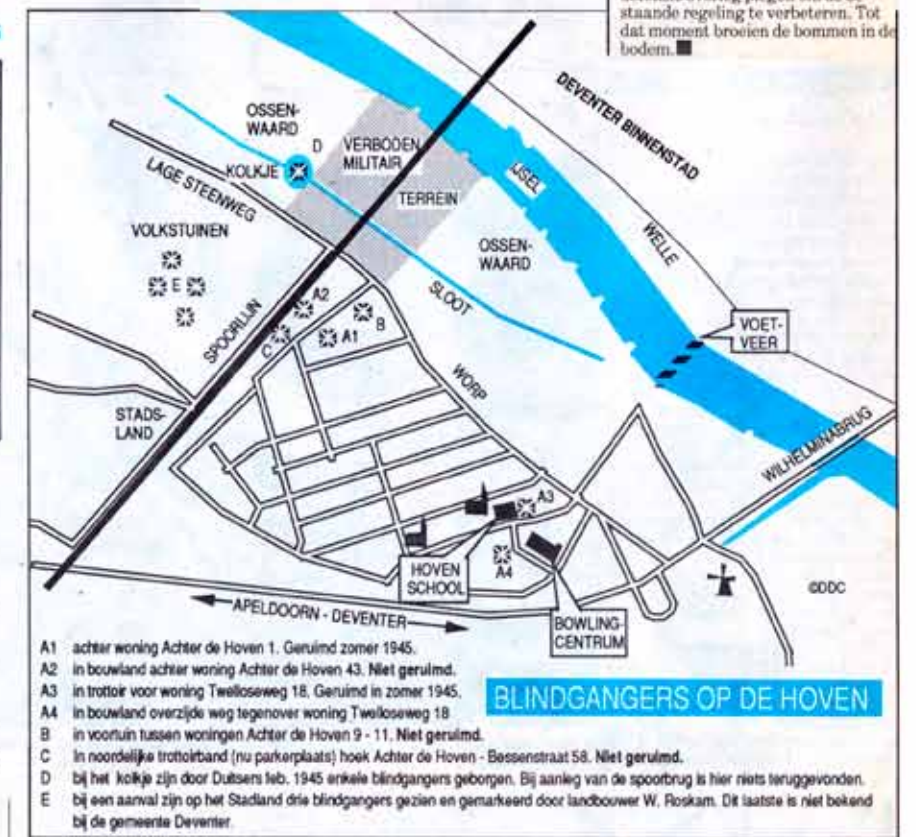 staande regeling te verbeteren. Tot
dat moment broeien de bommen in de
bodem.
DEVENTER BINNENSTAD
OSSEN-
WAARD
D
VERBODEN
MILITAIR
TERREIN
KOLKJE
IJSEL
LAGE STEENWEG
VOLKSTUINEN
E
OSSEN-
WAARD
WELLE
SLOOT
A2
B
A1
C
SPOORLIJN
VOET-
VEER
WORP
STADS-
LAND
WILHELMINABRUG
A3
A4
HOVEN
SCHOOL
BOWLING-
CENTRUM
©DDC
APELDOORN - DEVENTER
BLINDGANGERS OP DE HOVEN
A1 achter woning Achter de Hoven 1. Geruimd zomer 1945.
A2 in bouwland achter woning Achter de Hoven 43. Niet geruimd.
A3 in trottoir voor woning Twelloseweg 18, Geruimd in zomer 1945.
A4 in bouwland overzijde weg tegenover woning Twelloseweg 18
B in voortuin tussen woningen Achter de Hoven 9 - 11. Niet geruimd.
C In noordelijke trottoirband (nu parkerplaats) hoek Achter de Hoven - Bessenstraat 58. Niet geruimd.
D bij het kolkje zijn door Duitsers feb. 1945 enkele blindgangers geborgen. Bij aanleg van de spoorbrug is hier niets teruggevonden.
E bij een aanval zijn op het Stadland drie blindgangers gezien en gemarkeerd door landbouwer W. Roskam. Dit laatste is niet bekend
bij de gemeente Deventer.